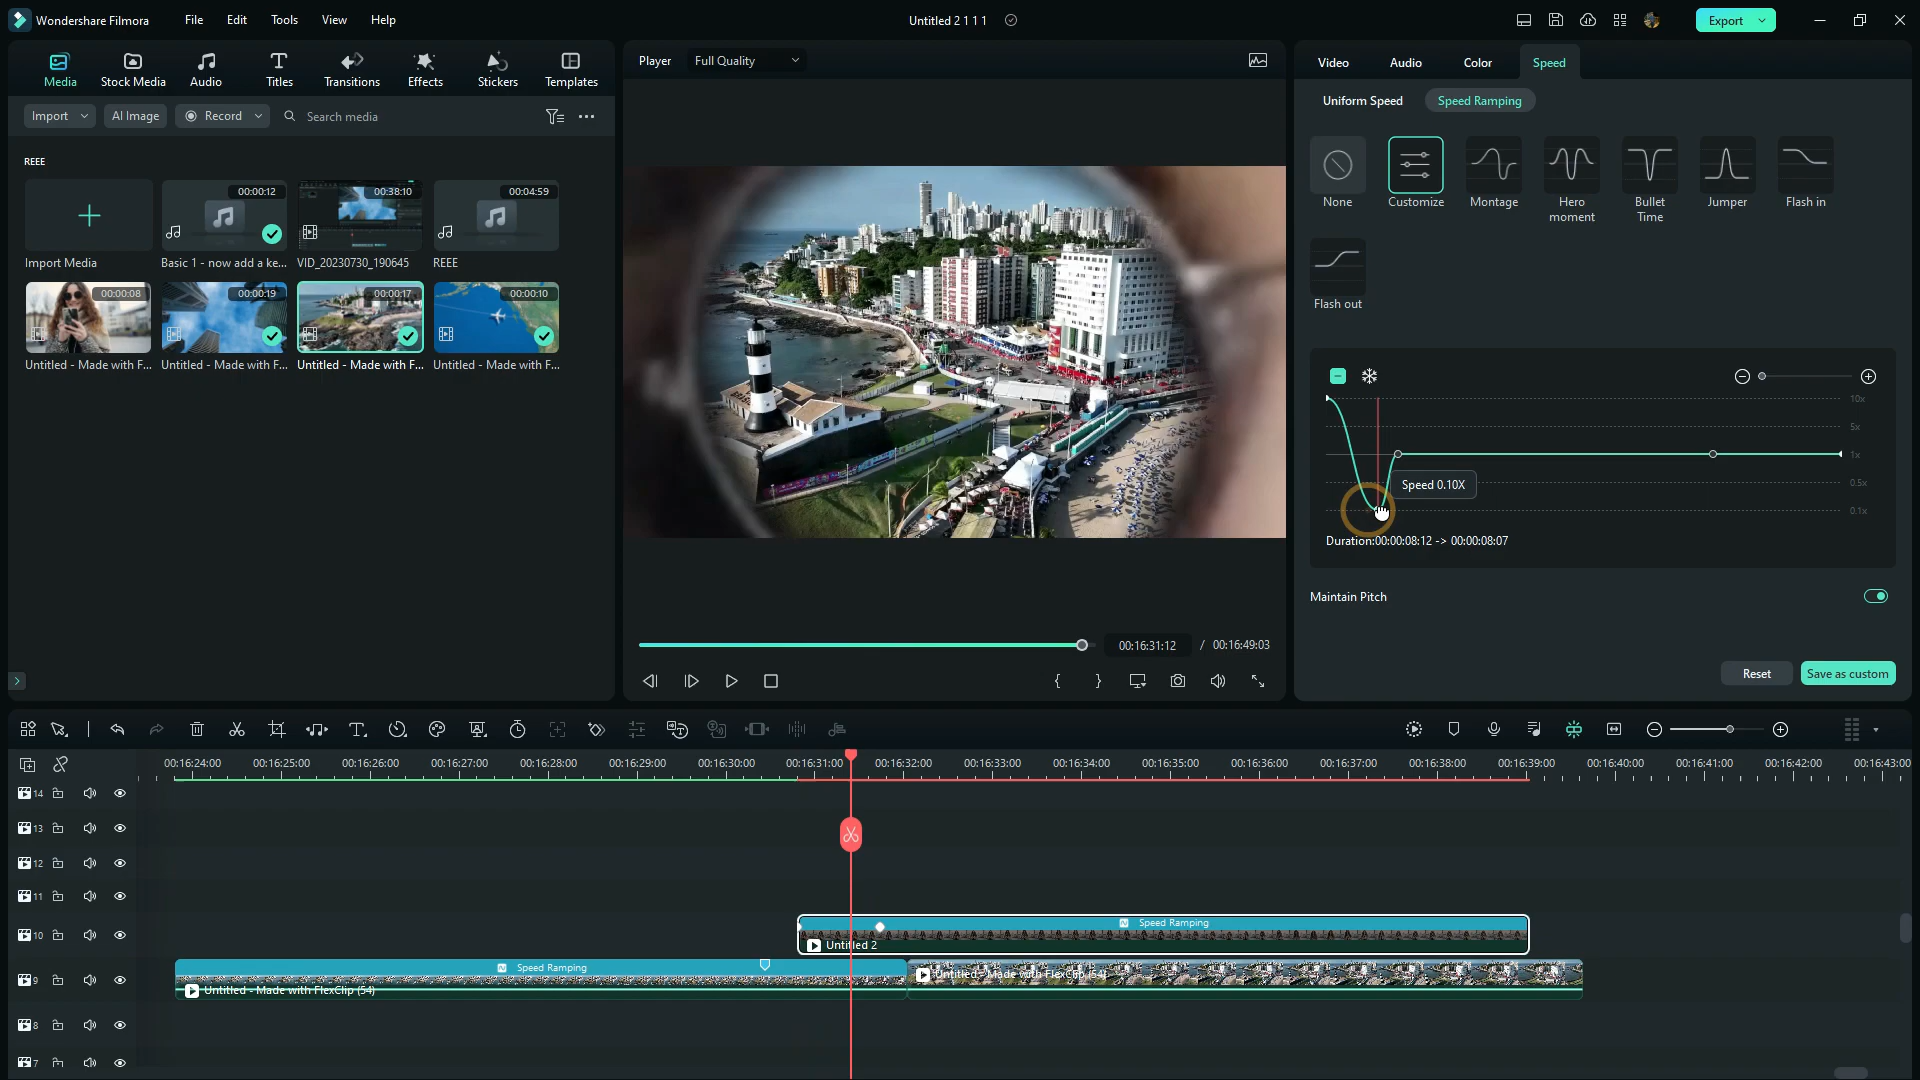 Wondershare Filmora
File
Edit
Tools
View
Help
Untitled 2 1 1 1
Export
Media
Stock Media
Audio
Titles
Transitions
Effects
Stickers
Templates
Import
AI Image
Record
Search media
REEE
00:00:12
00:38:10
00:04:59
Import Media
Basic 1 - now add a ke...
VID_20230730_190645
REEE
00:00:08
00:00:19
00:00:17
00:00:10
Untitled - Made with F...
Untitled - Made with F...
Untitled - Made with F...
Untitled - Made with F...
Player
Full Quality
00:16:31:12
/
00:16:49:03
Video
Audio
Color
Speed
Uniform Speed
Speed Ramping
None
Customize
Montage
Hero
moment
Bullet
Time
Jumper
Flash in
Flash out
10x
5x
1x
0.5x
0.1x
Speed 0.10X
Duration:00:00:08:12 -> 00:00:08:07
Maintain Pitch
Reset
Save as custom
00:16:24:00
00:16:25:00
00:16:26:00
00:16:27:00
00:16:28:00
00:16:29:00
00:16:30:00
00:16:31:00
00:16:32:00
00:16:33:00
00:16:34:00
00:16:35:00
00:16:36:00
00:16:37:00
00:16:38:00
00:16:39:00
00:16:40:00
00:16:41:00
00:16:42:00
00:16:43:00
14
13
12
11
10
Speed Ramping
Untitled 2
9
Speed Ramping
Untitled - Made with FlexClip (54)
Untitled - Made with FlexClip (54)
8
7